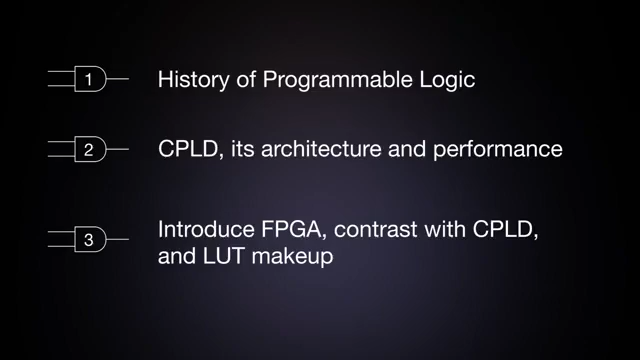 1 History of Programmable Logic
2 CPLD, its architecture and performance
3 Introduce FPGA, contrast with CPLD,
and LUT makeup